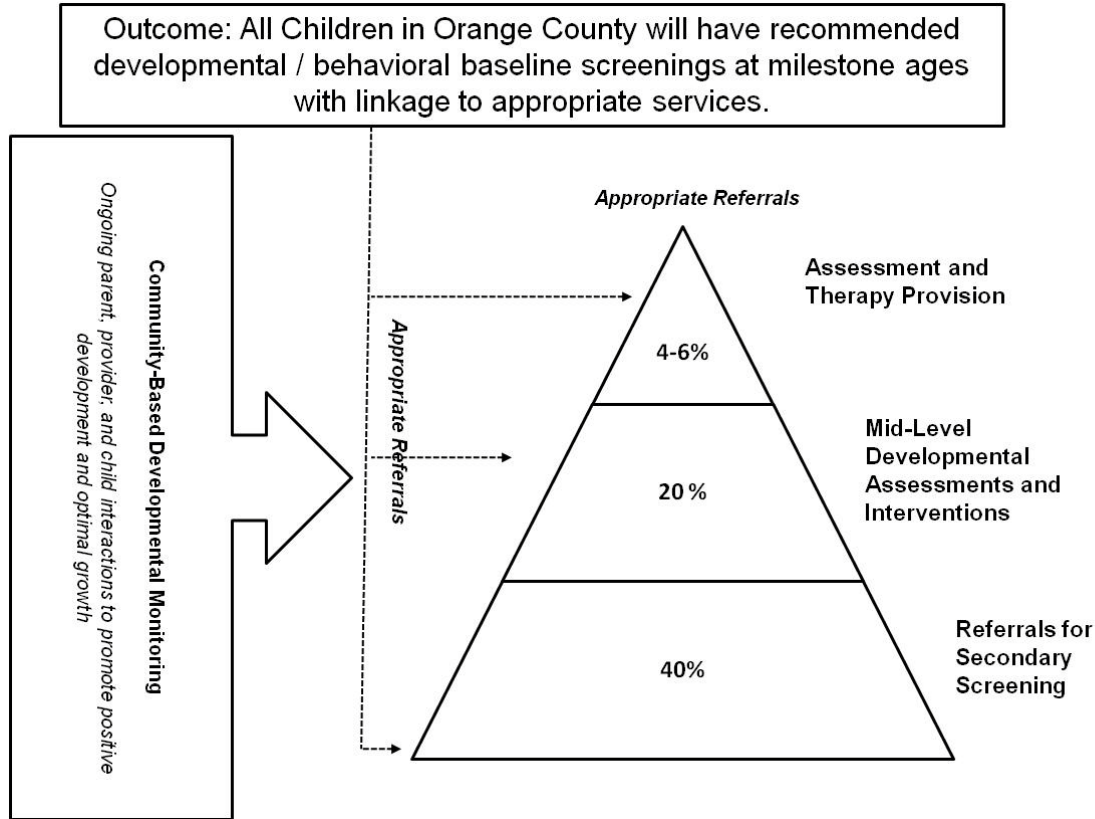 Outcome: All Children in Orange County will have recommended
developmental / behavioral baseline screenings at milestone ages
with linkage to appropriate services.
Community-Based Developmental Monitoring
Ongoing parent, provider, and child interactions to promote positive
development and optimal growth
Appropriate Referrals
Appropriate Referrals
4-6%
Assessment and
Therapy Provision
20 %
Mid-Level
Developmental
Assessments and
Interventions
40%
Referrals for
Secondary
Screening